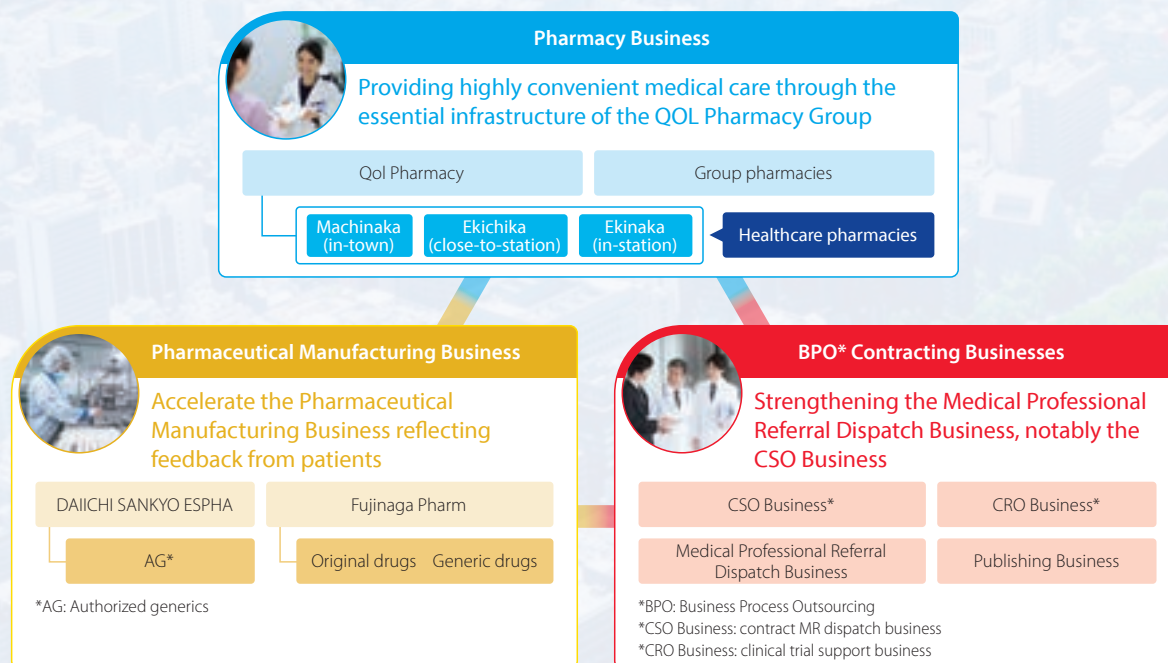 Pharmacy Business
Providing highly convenient medical care through the
essential infrastructure of the QOL Pharmacy Group
Qol Pharmacy
Group pharmacies
Machinaka
(in-town)
Ekichika
(close-to-station)
Ekinaka
(in-station)
Healthcare pharmacies
Pharmaceutical Manufacturing Business
Accelerate the Pharmaceutical
Manufacturing Business reflecting
feedback from patients
DAIICHI SANKYO ESPHA
Fujinaga Pharm
AG*
Original drugs Generic drugs
*AG: Authorized generics
BPO* Contracting Businesses
Strengthening the Medical Professional
Referral Dispatch Business, notably the
CSO Business
CSO Business*
CRO Business*
Medical Professional Referral
Dispatch Business
Publishing Business
*BPO: Business Process Outsourcing
*CSO Business: contract MR dispatch business
*CRO Business: clinical trial support business